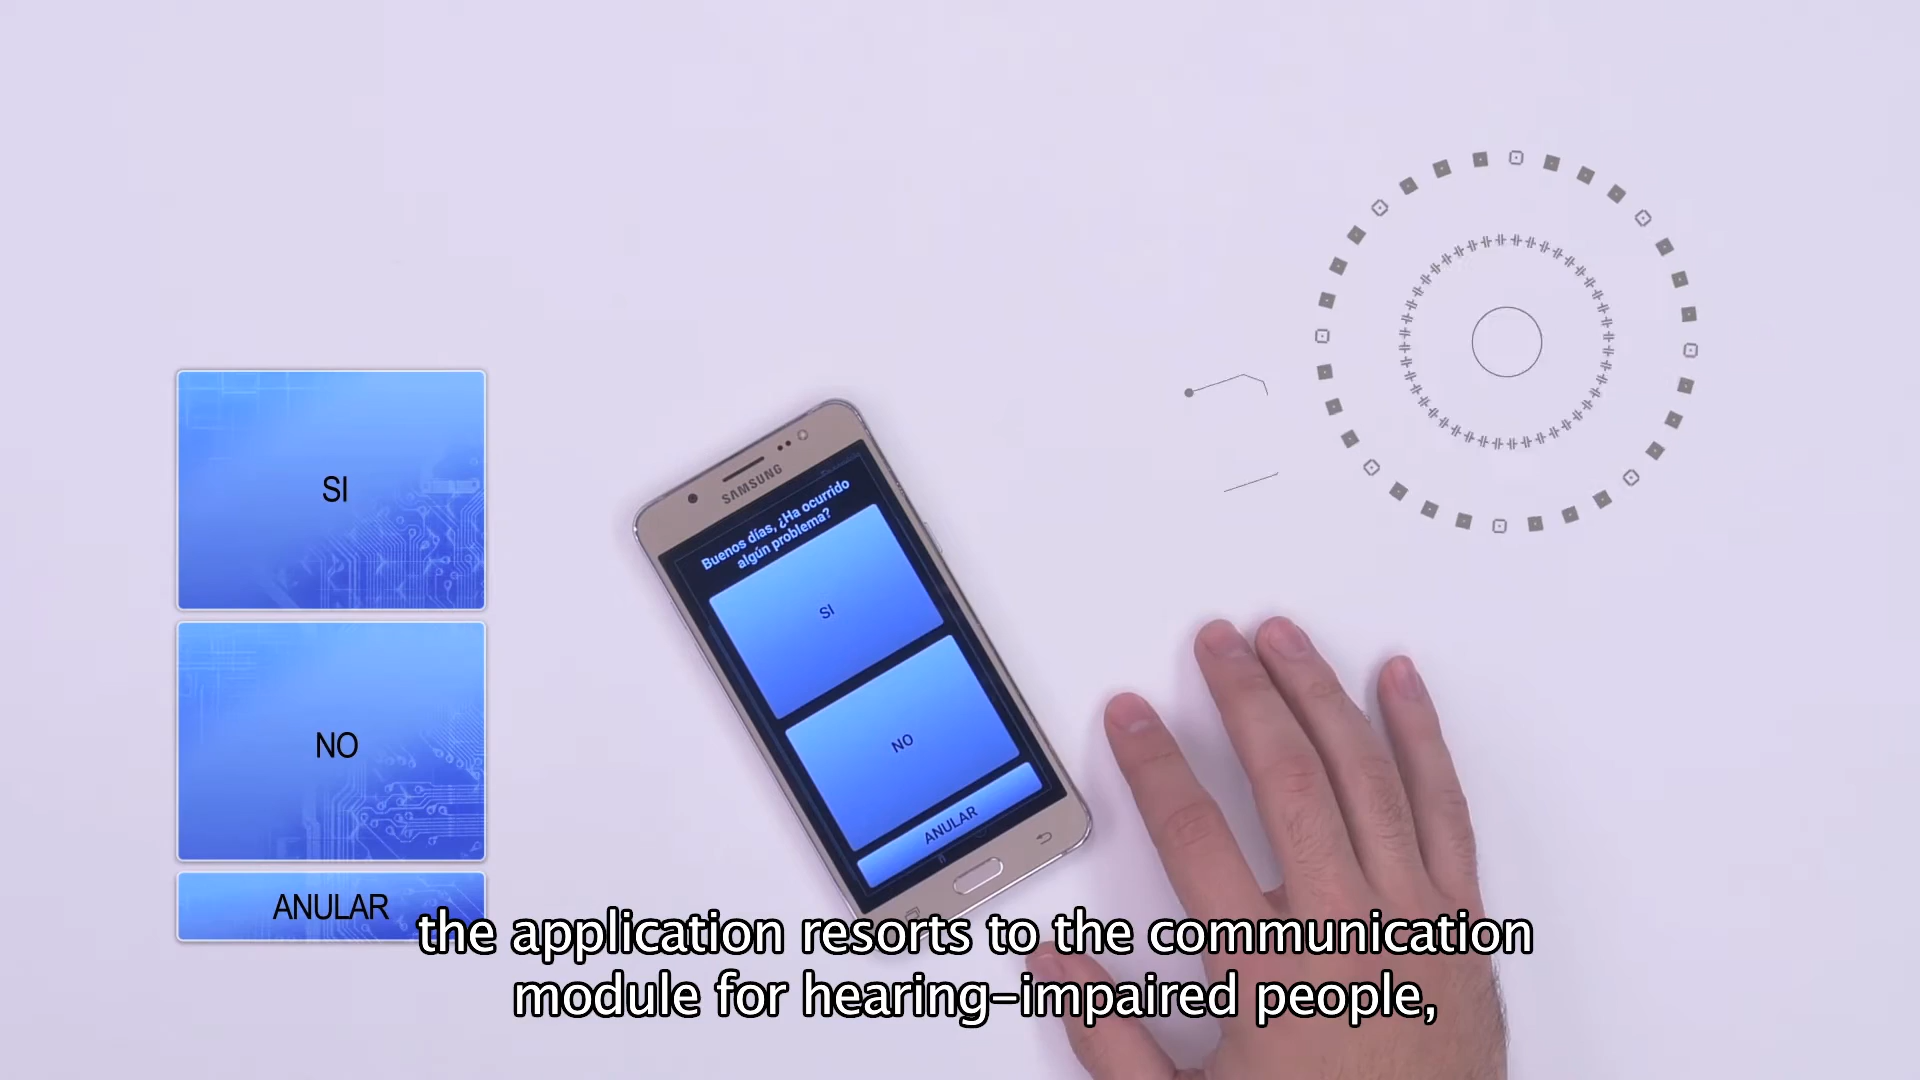 SI
NO
ANULAR
SAMSUNG
Buenos días, ¿Ha ocurrido
algún problema?
SI
NO
ANULAR
the application resorts to the communication
module for hearing-impaired people,